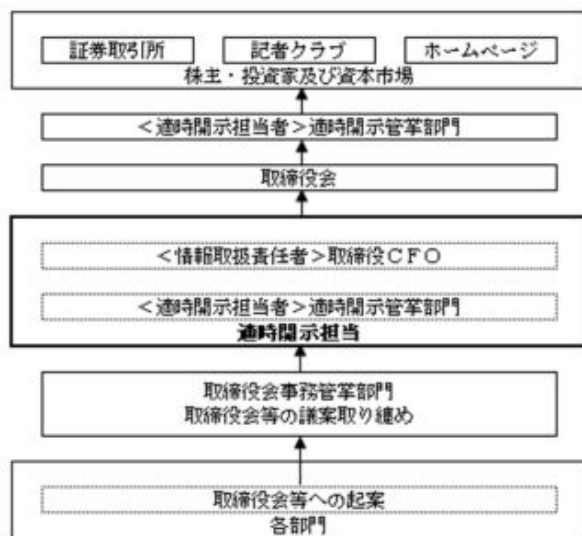 証券取引所 記者クラブ ホームページ
株主・投資家及び資本市場
<適時開示担当者>適時開示管掌部門
取締役会
<情報取扱責任者>取締役CFO
<適時開示担当者>適時開示管掌部門
適時開示担当
取締役会事務管掌部門
取締役会等の議案取り纏め
取締役会等への起案
各部門